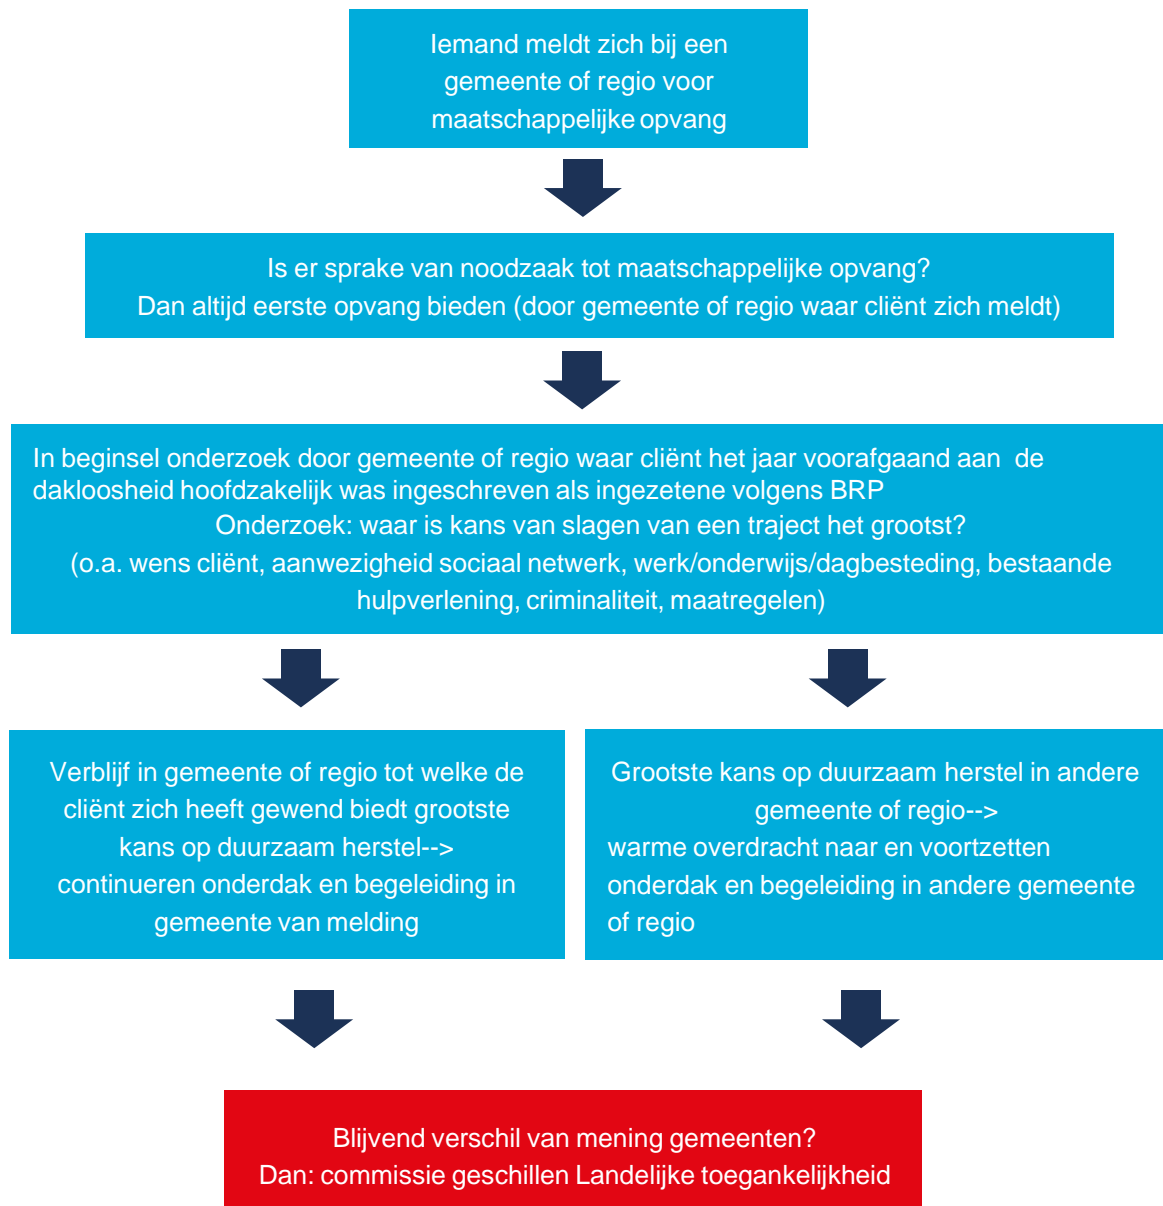 Iemand meldt zich bij een
gemeente of regio voor
maatschappelijke opvang
Is er sprake van noodzaak tot maatschappelijke opvang?
Dan altijd eerste opvang bieden (door gemeente of regio waar cliënt zich meldt)
In beginsel onderzoek door gemeente of regio waar cliënt het jaar voorafgaand aan de
dakloosheid hoofdzakelijk was ingeschreven als ingezetene volgens BRP
Onderzoek: waar is kans van slagen van een traject het grootst?
(o.a. wens cliënt, aanwezigheid sociaal netwerk, werk/onderwijs/dagbesteding, bestaande
hulpverlening, criminaliteit, maatregelen)
Verblijf in gemeente of regio tot welke de
cliënt zich heeft gewend biedt grootste
kans op duurzaam herstel-->
continueren onderdak en begeleiding in
gemeente van melding
Grootste kans op duurzaam herstel in andere
gemeente of regio-->
warme overdracht naar en voortzetten
onderdak en begeleiding in andere gemeente
of regio
Blijvend verschil van mening gemeenten?
Dan: commissie geschillen Landelijke toegankelijkheid